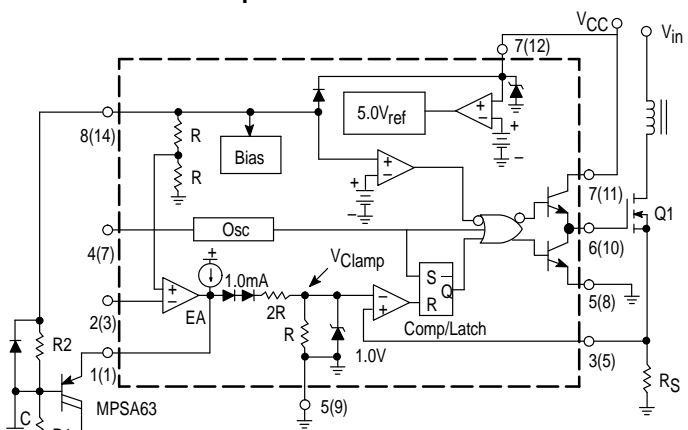 VCC
Vin
7(12)
5.0Vref
+
−
+
−
8(14)
R
Bias
R
+
−
+
−
7(11)
Q1
Osc
6(10)
4(7)
+
VClamp
1.0mA
S
Q
R
5(8)
+
−
EA
2R
R
−
+
Comp/Latch
2(3)
1.0V
3(5)
R2
1(1)
RS
MPSA63
5(9)
C